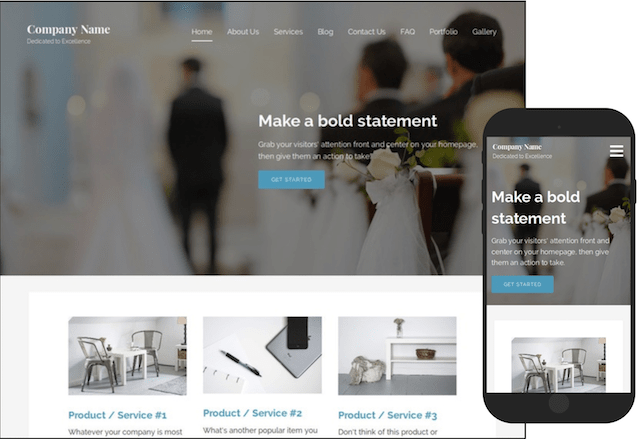 Company Name
Dedicated to Excellence
Home About Us Services Blog Contact Us FAQ Portfolio Gallery
Make a bold statement
Grab your visitors' attention front and center on your homepage,
then give them an action to take!
GET STARTED
Product / Service #1
Whatever your company is most
Product / Service #2
What's another popular item you
Product / Service #3
Don't think of this product or
Company Name
Dedicated to Excellence
Make a bold
statement
Grab your visitors' attention front and
center on your homepage, then give
them an action to take.
GET STARTED